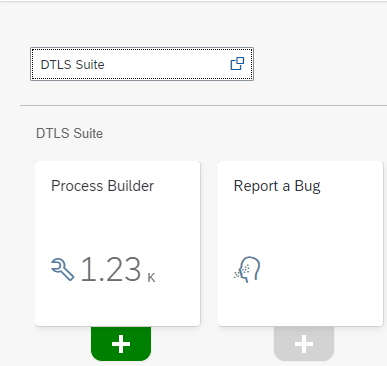 DTLS Suite
DTLS Suite
Process Builder
Report a Bug
1.23 K